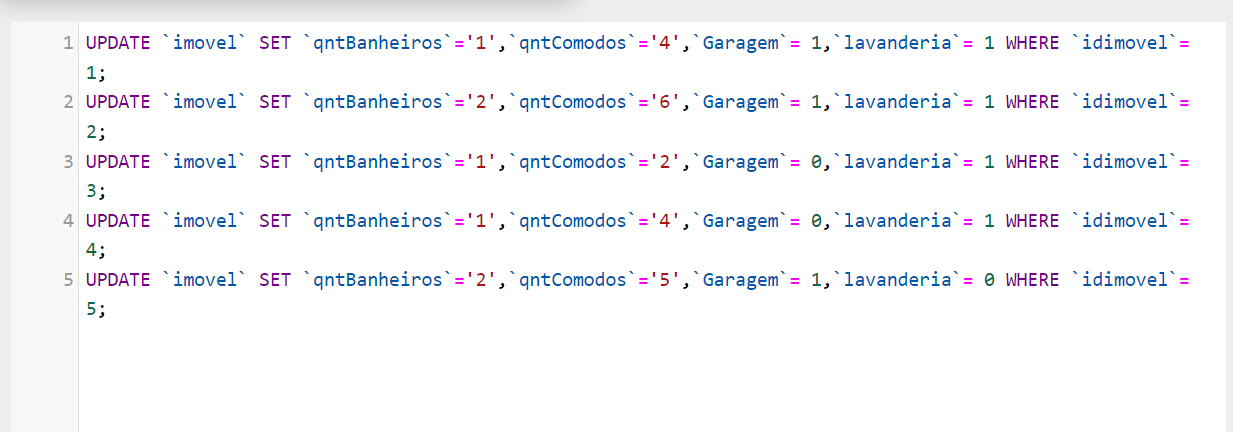 1 UPDATE `imovel` SET `qntBanheiros`='1',`qntComodos`='4',`Garagem`= 1,`lavanderia`= 1 WHERE `idimovel`=
1;
2 UPDATE `imovel` SET `qntBanheiros`='2',`qntComodos`='6',`Garagem`= 1,`lavanderia`= 1 WHERE `idimovel`=
2;
3 UPDATE `imovel` SET `qntBanheiros`='1',`qntComodos`='2',`Garagem`= 0,`lavanderia`= 1 WHERE `idimovel`=
3;
4 UPDATE `imovel` SET `qntBanheiros`='1',`qntComodos`='4',`Garagem`= 0,`lavanderia`= 1 WHERE `idimovel`=
4;
5 UPDATE `imovel` SET `qntBanheiros`='2',`qntComodos`='5',`Garagem`= 1,`lavanderia`= 0 WHERE `idimovel`=
5;